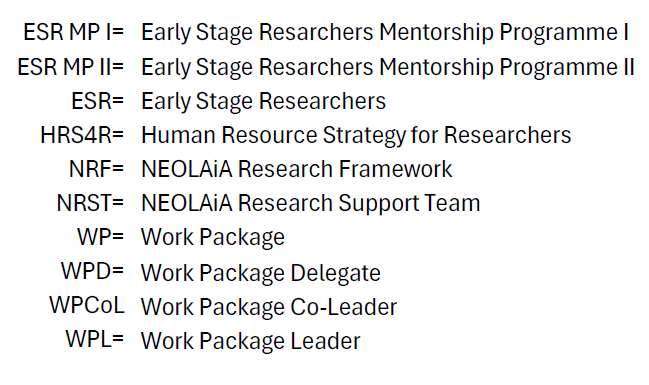 ESR MP I= Early Stage Resarchers Mentorship Programme I
ESR MP II= Early Stage Resarchers Mentorship Programme II
ESR= Early Stage Researchers
HRS4R= Human Resource Strategy for Researchers
NRF= NEOLAiA Research Framework
NRST= NEOLAiA Research Support Team
WP= Work Package
WPD= Work Package Delegate
WPCoL Work Package Co-Leader
WPL= Work Package Leader